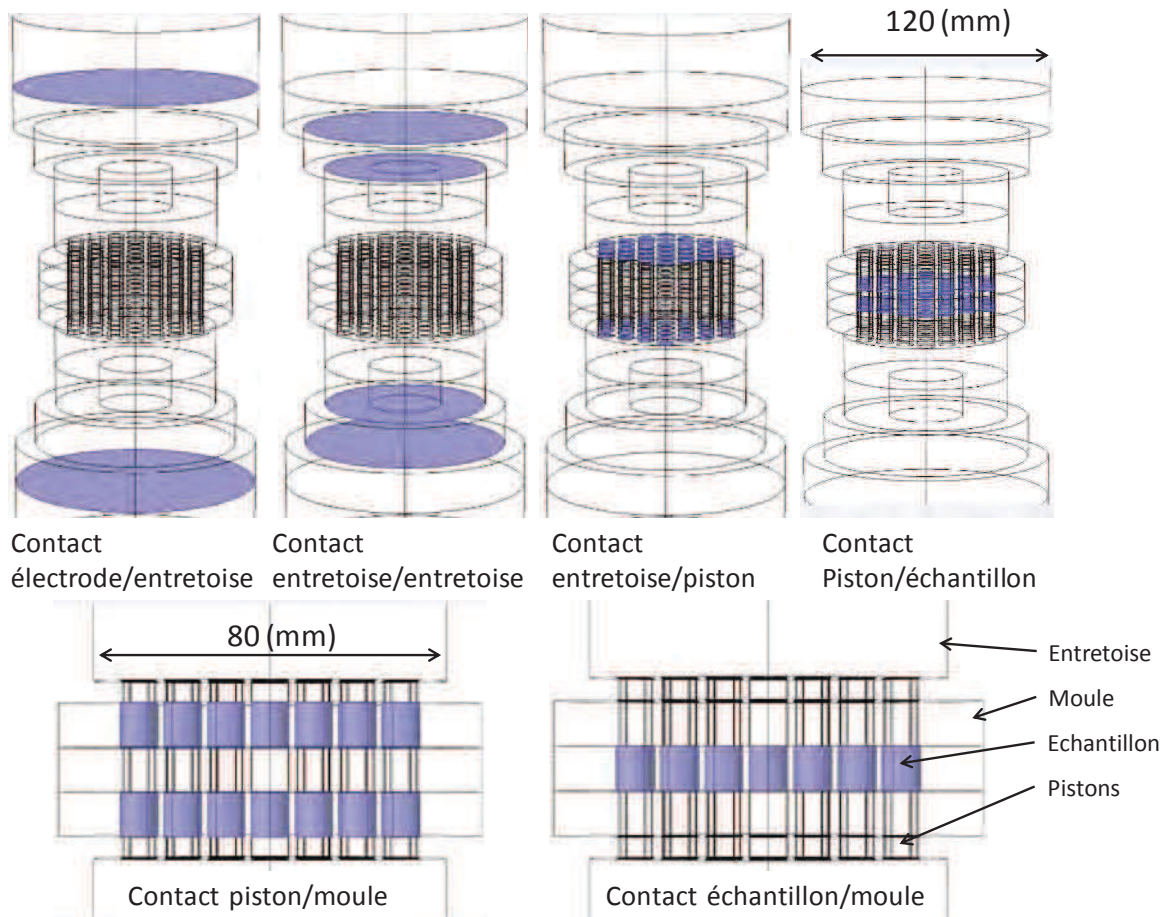 120 (mm)
Contact
électrode/entretoise
Contact
entretoise/entretoise
Contact
entretoise/piston
Contact
Piston/échantillon
80 (mm)
Entretoise
Moule
Echantillon
Pistons
Contact piston/moule
Contact échantillon/moule